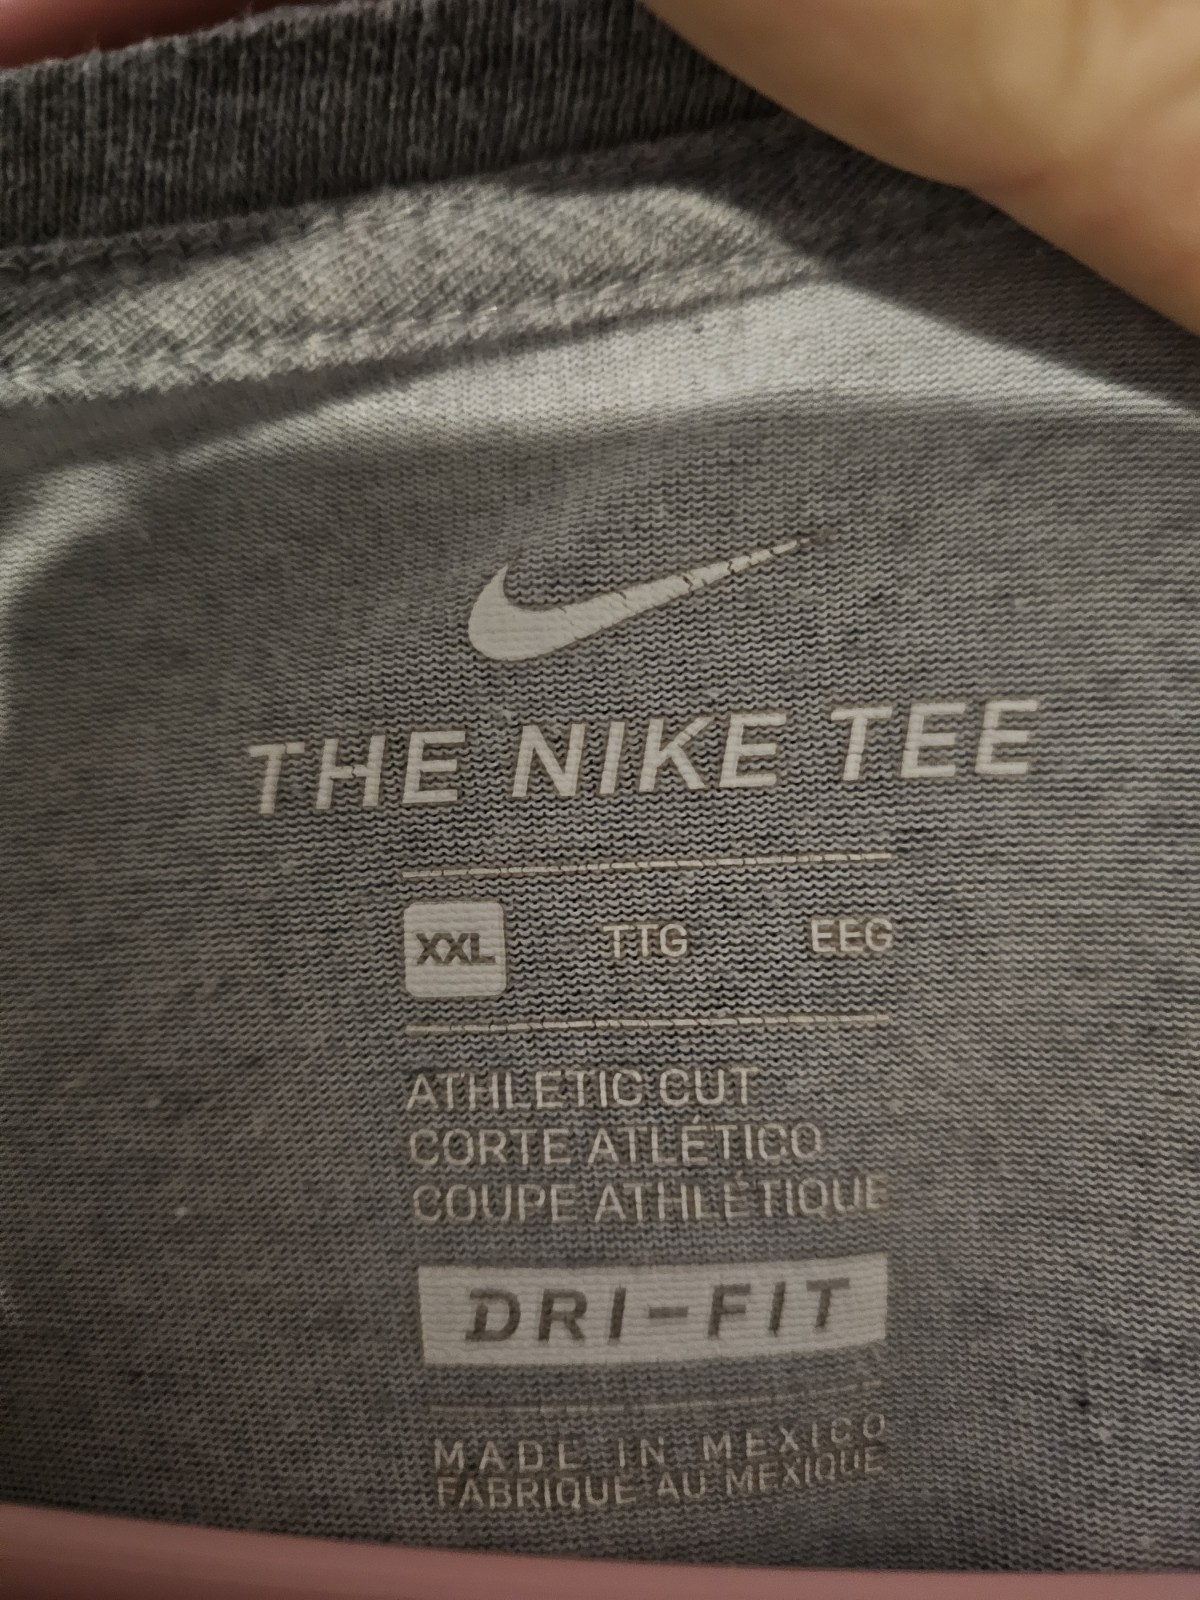 THE NIKE TEE
XXL TTG EEG
ATHLETIC CUT
CORTE ATLÉTICO
COUPE ATHLÉTIQUE
DRI-FIT
MADE IN MEXICO
FABRIQUE AU MEXIQUE